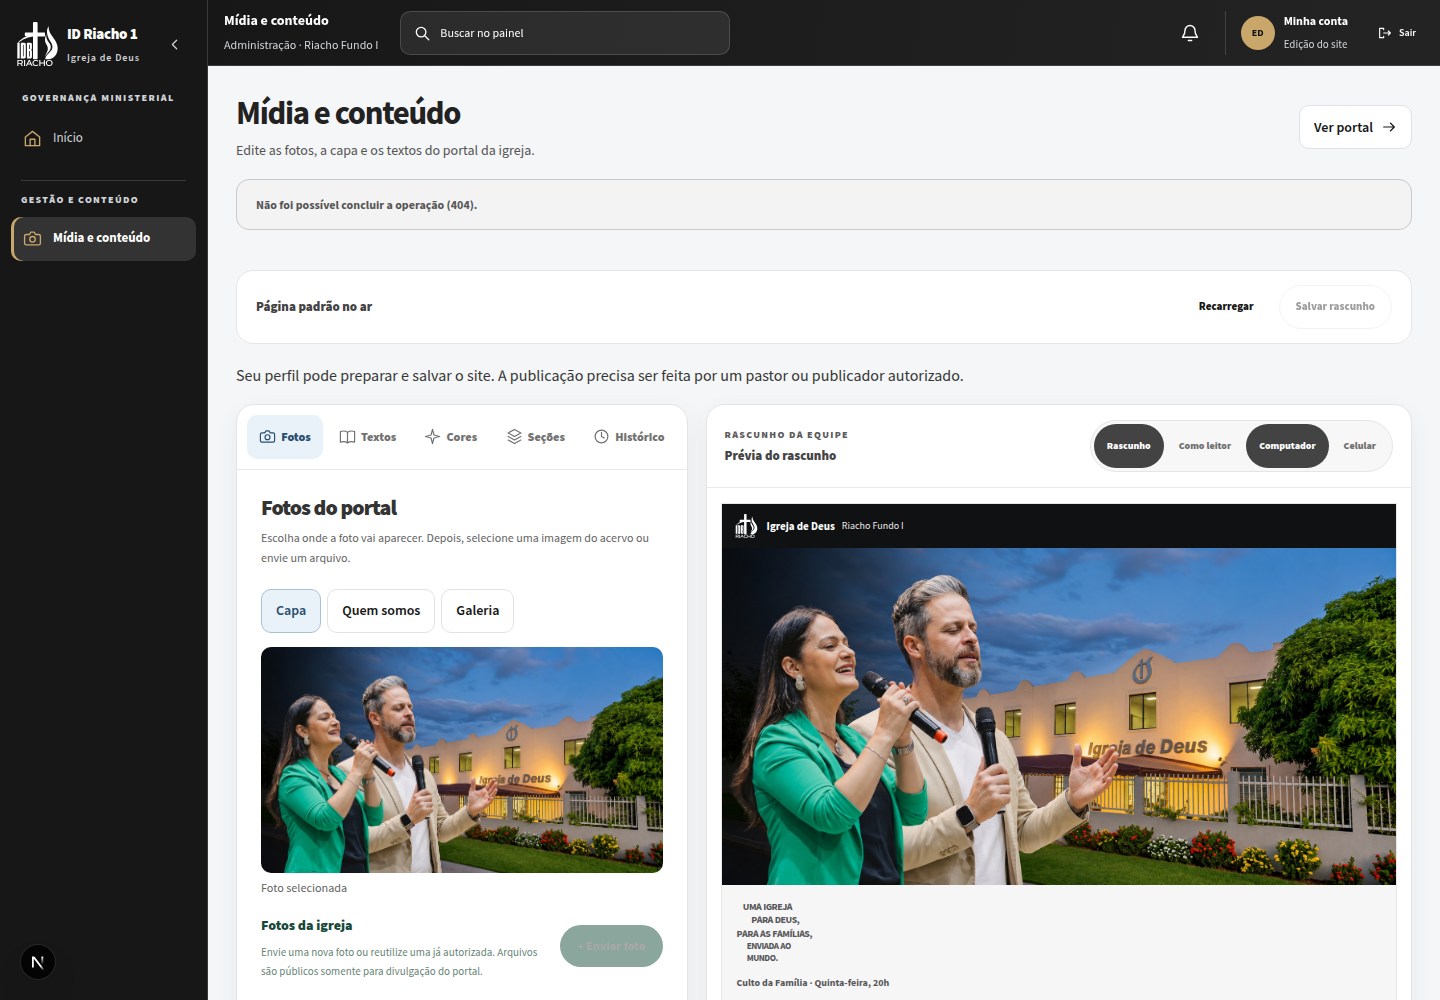 IDB
RIACHO
ID Riacho 1
Igreja de Deus
GOVERNANÇA MINISTERIAL
Início
GESTÃO E CONTEÚDO
Mídia e conteúdo
N
Mídia e conteúdo
Administração · Riacho Fundo I
Buscar no painel
ED
Minha conta
Edição do site
Sair
Mídia e conteúdo
Edite as fotos, a capa e os textos do portal da igreja.
Ver portal
Não foi possível concluir a operação (404).
Página padrão no ar
Recarregar
Salvar rascunho
Seu perfil pode preparar e salvar o site. A publicação precisa ser feita por um pastor ou publicador autorizado.
Fotos
Textos
Cores
Seções
Histórico
Fotos do portal
Escolha onde a foto vai aparecer. Depois, selecione uma imagem do acervo ou
envie um arquivo.
Capa
Quem somos
Galeria
Igreja de Deus
Foto selecionada
Fotos da igreja
Envie uma nova foto ou reutilize uma já autorizada. Arquivos
são públicos somente para divulgação do portal.
+ Enviar foto
RASCUNHO DA EQUIPE
Prévia do rascunho
Rascunho
Como leitor
Computador
Celular
IDB
RIACHO
Igreja de Deus
Riacho Fundo I
Igreja de Deus
UMA IGREJA
PARA DEUS,
PARA AS FAMÍLIAS,
ENVIADA AO
MUNDO.
Culto da Família · Quinta-feira, 20h